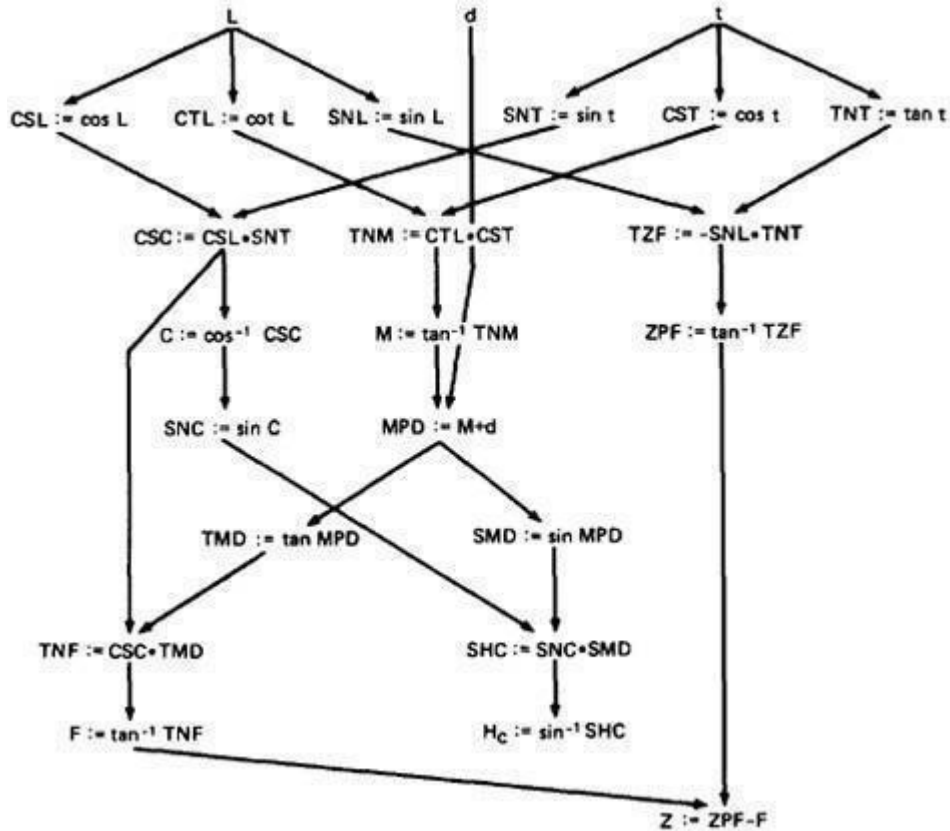 L d t
CSL := cos L CTL := cot L SNL := sin L SNT := sin t CST := cos t TNT := tan t
CSC := CSL•SNT TNM := CTL•CST TZF := -SNL•TNT
C := cos⁻¹ CSC M := tan⁻¹ TNM ZPF := tan⁻¹ TZF
SNC := sin C MPD := M+d
TMD := tan MPD SMD := sin MPD
TNF := CSC•TMD SHC := SNC•SMD
F := tan⁻¹ TNF H_C := sin⁻¹ SHC
Z := ZPF-F